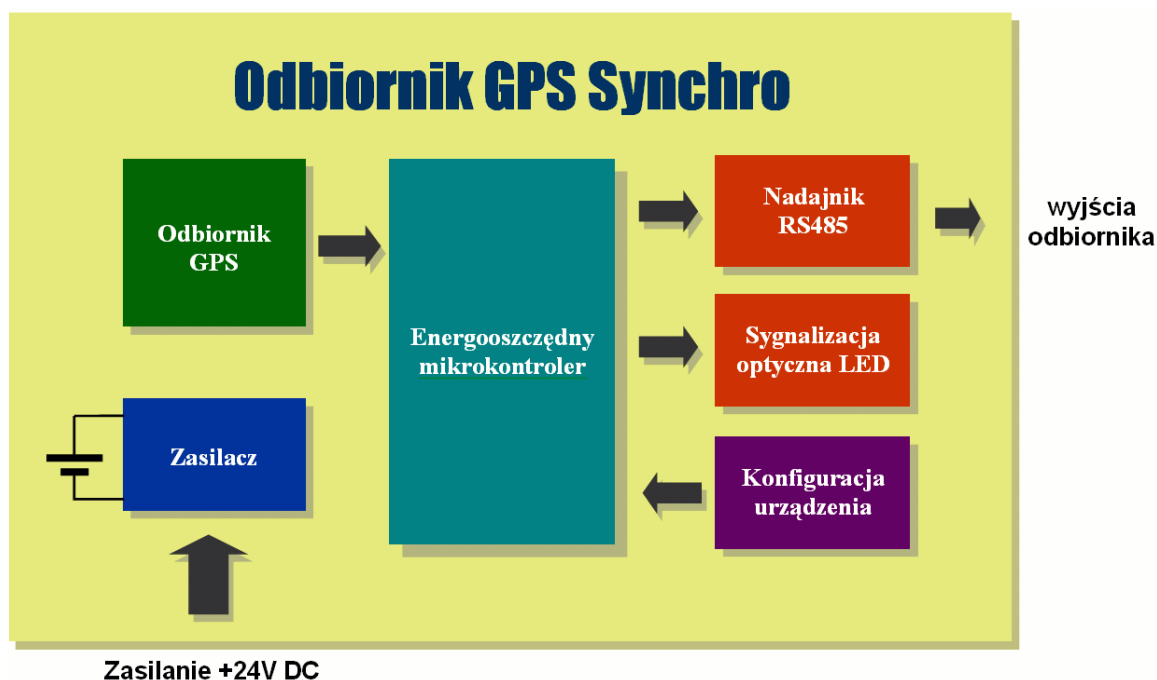 Odbiornik GPS Synchro
Odbiornik
GPS
Energooszczędny
mikrokontroler
Nadajnik
RS485
wyjścia
odbiornika
Sygnalizacja
optyczna LED
Zasilacz
Konfiguracja
urządzenia
Zasilanie +24V DC